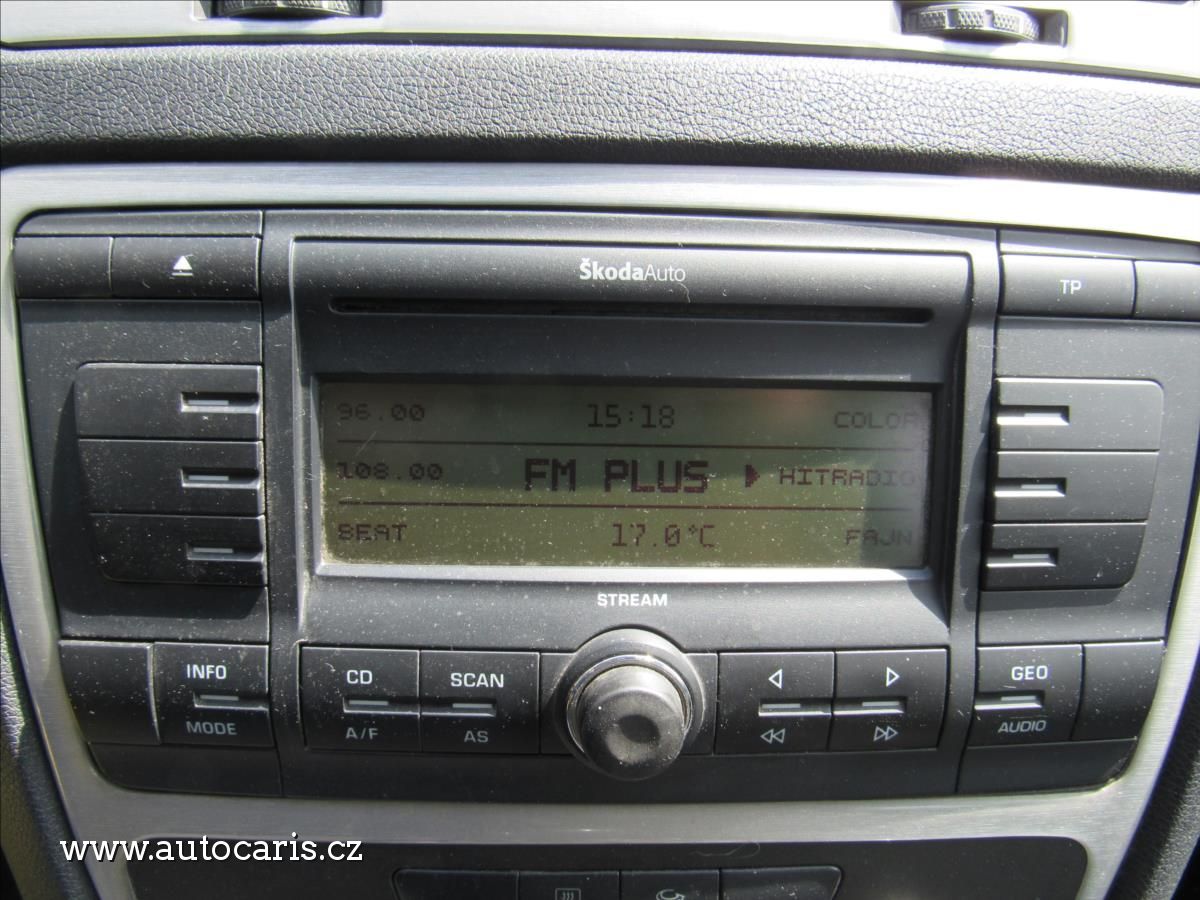 ŠkodaAuto
TP
96.00 15:18 COLOR
108.00 FM PLUS HITRADIO
BEAT 17.0°C FAJN
STREAM
INFO CD SCAN GEO
MODE A/F AS AUDIO
www.autocaris.cz